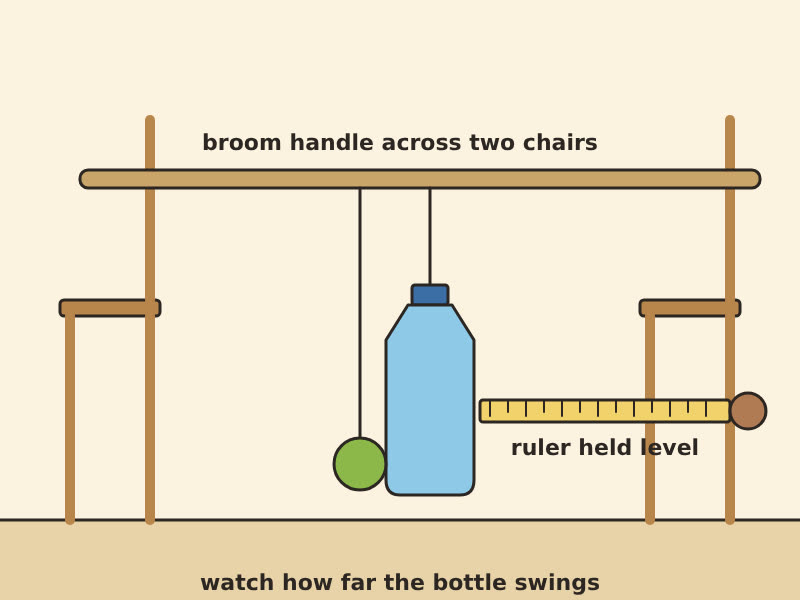 broom handle across two chairs
ruler held level
watch how far the bottle swings